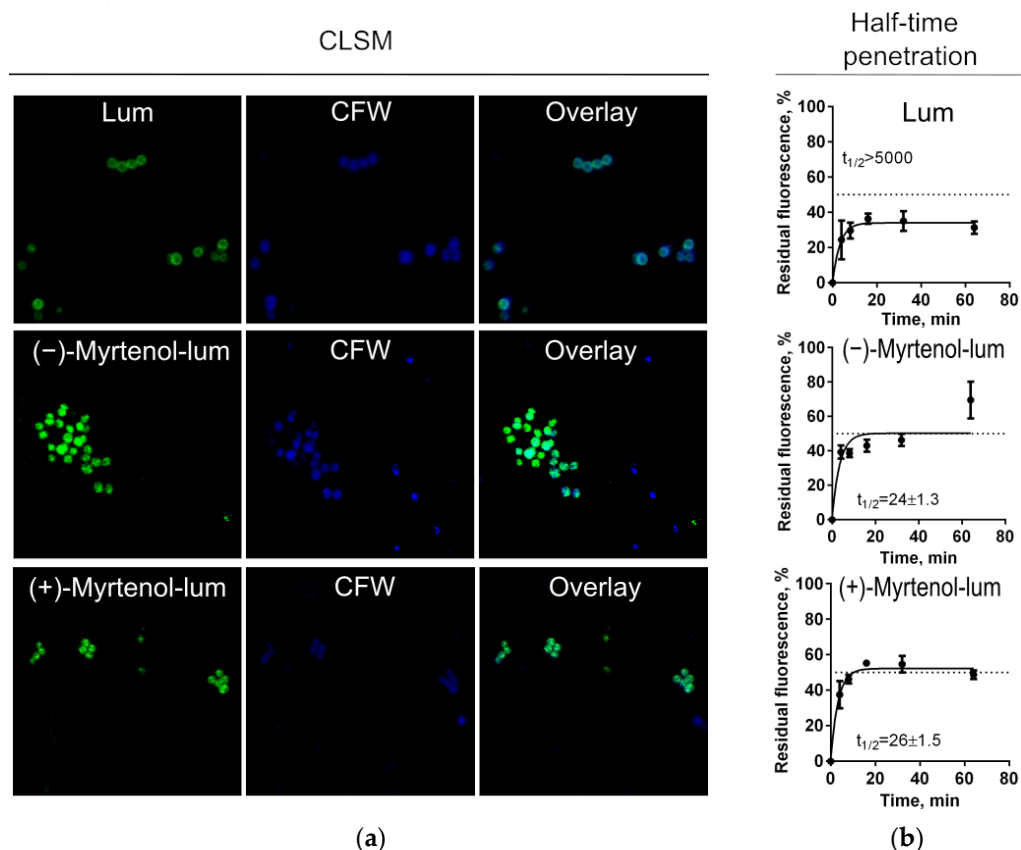 CLSM
Half-time
penetration
Lum
CFW
Overlay
(−)-Myrtenol-lum
CFW
Overlay
(+)-Myrtenol-lum
CFW
Overlay
(a)
Residual fluorescence, %
100
80
60
40
20
0
Lum
t1/2>5000
0 20 40 60 80
Time, min
Residual fluorescence, %
100
80
60
40
20
0
(−)-Myrtenol-lum
t1/2=24±1.3
0 20 40 60 80
Time, min
Residual fluorescence, %
100
80
60
40
20
0
(+)-Myrtenol-lum
t1/2=26±1.5
0 20 40 60 80
Time, min
(b)